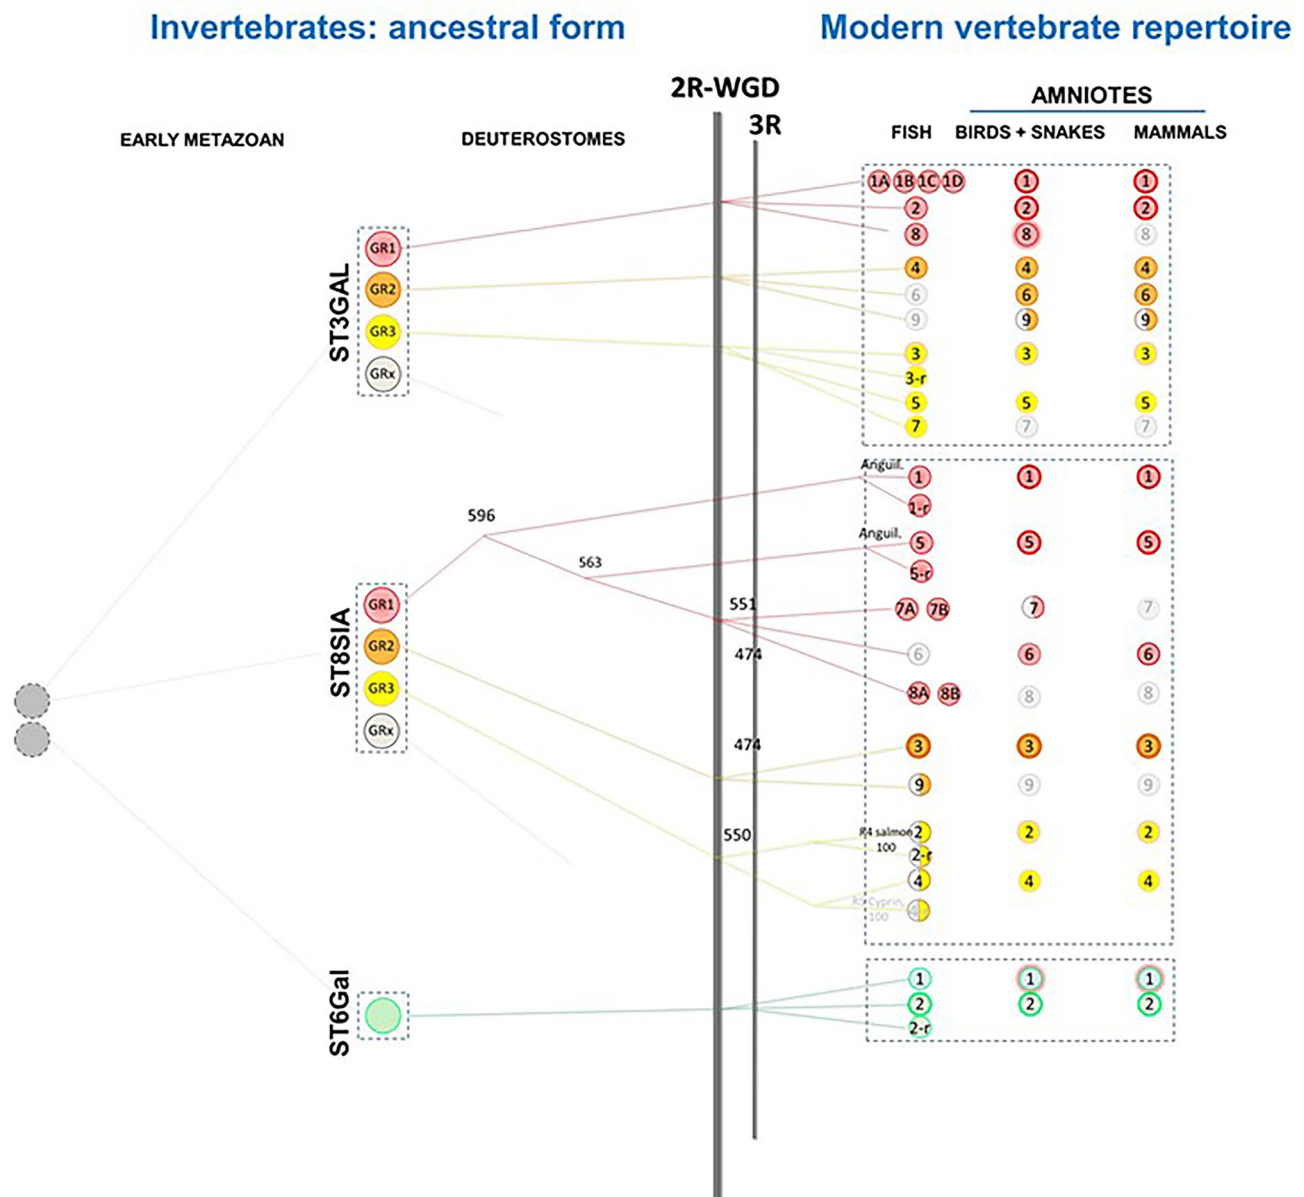 Invertebrates: ancestral form
Modern vertebrate repertoire
2R-WGD
3R
AMNIOTES
EARLY METAZOAN
DEUTEROSTOMES
FISH
BIRDS + SNAKES
MAMMALS
ST3GAL
GR1
GR2
GR3
GRx
1A 1B 1C 1D 1 1
2 2 2
8 8 8
4 4 4
6 6 6
9 9 9
3 3 3
3-r
5 5 5
7 7 7
ST8SIA
GR1
GR2
GR3
GRx
596
563
551
474
474
550
Anguil.
1 1 1
1-r
Anguil.
5 5 5
5-r
7A 7B 7 7
6 6 6
8A 8B 8 8
3 3 3
9 9 9
R4 salmon 2 2 2
100
2-r
4 4 4
Cyprin.
100
ST6Gal
1 1 1
2 2 2
2-r